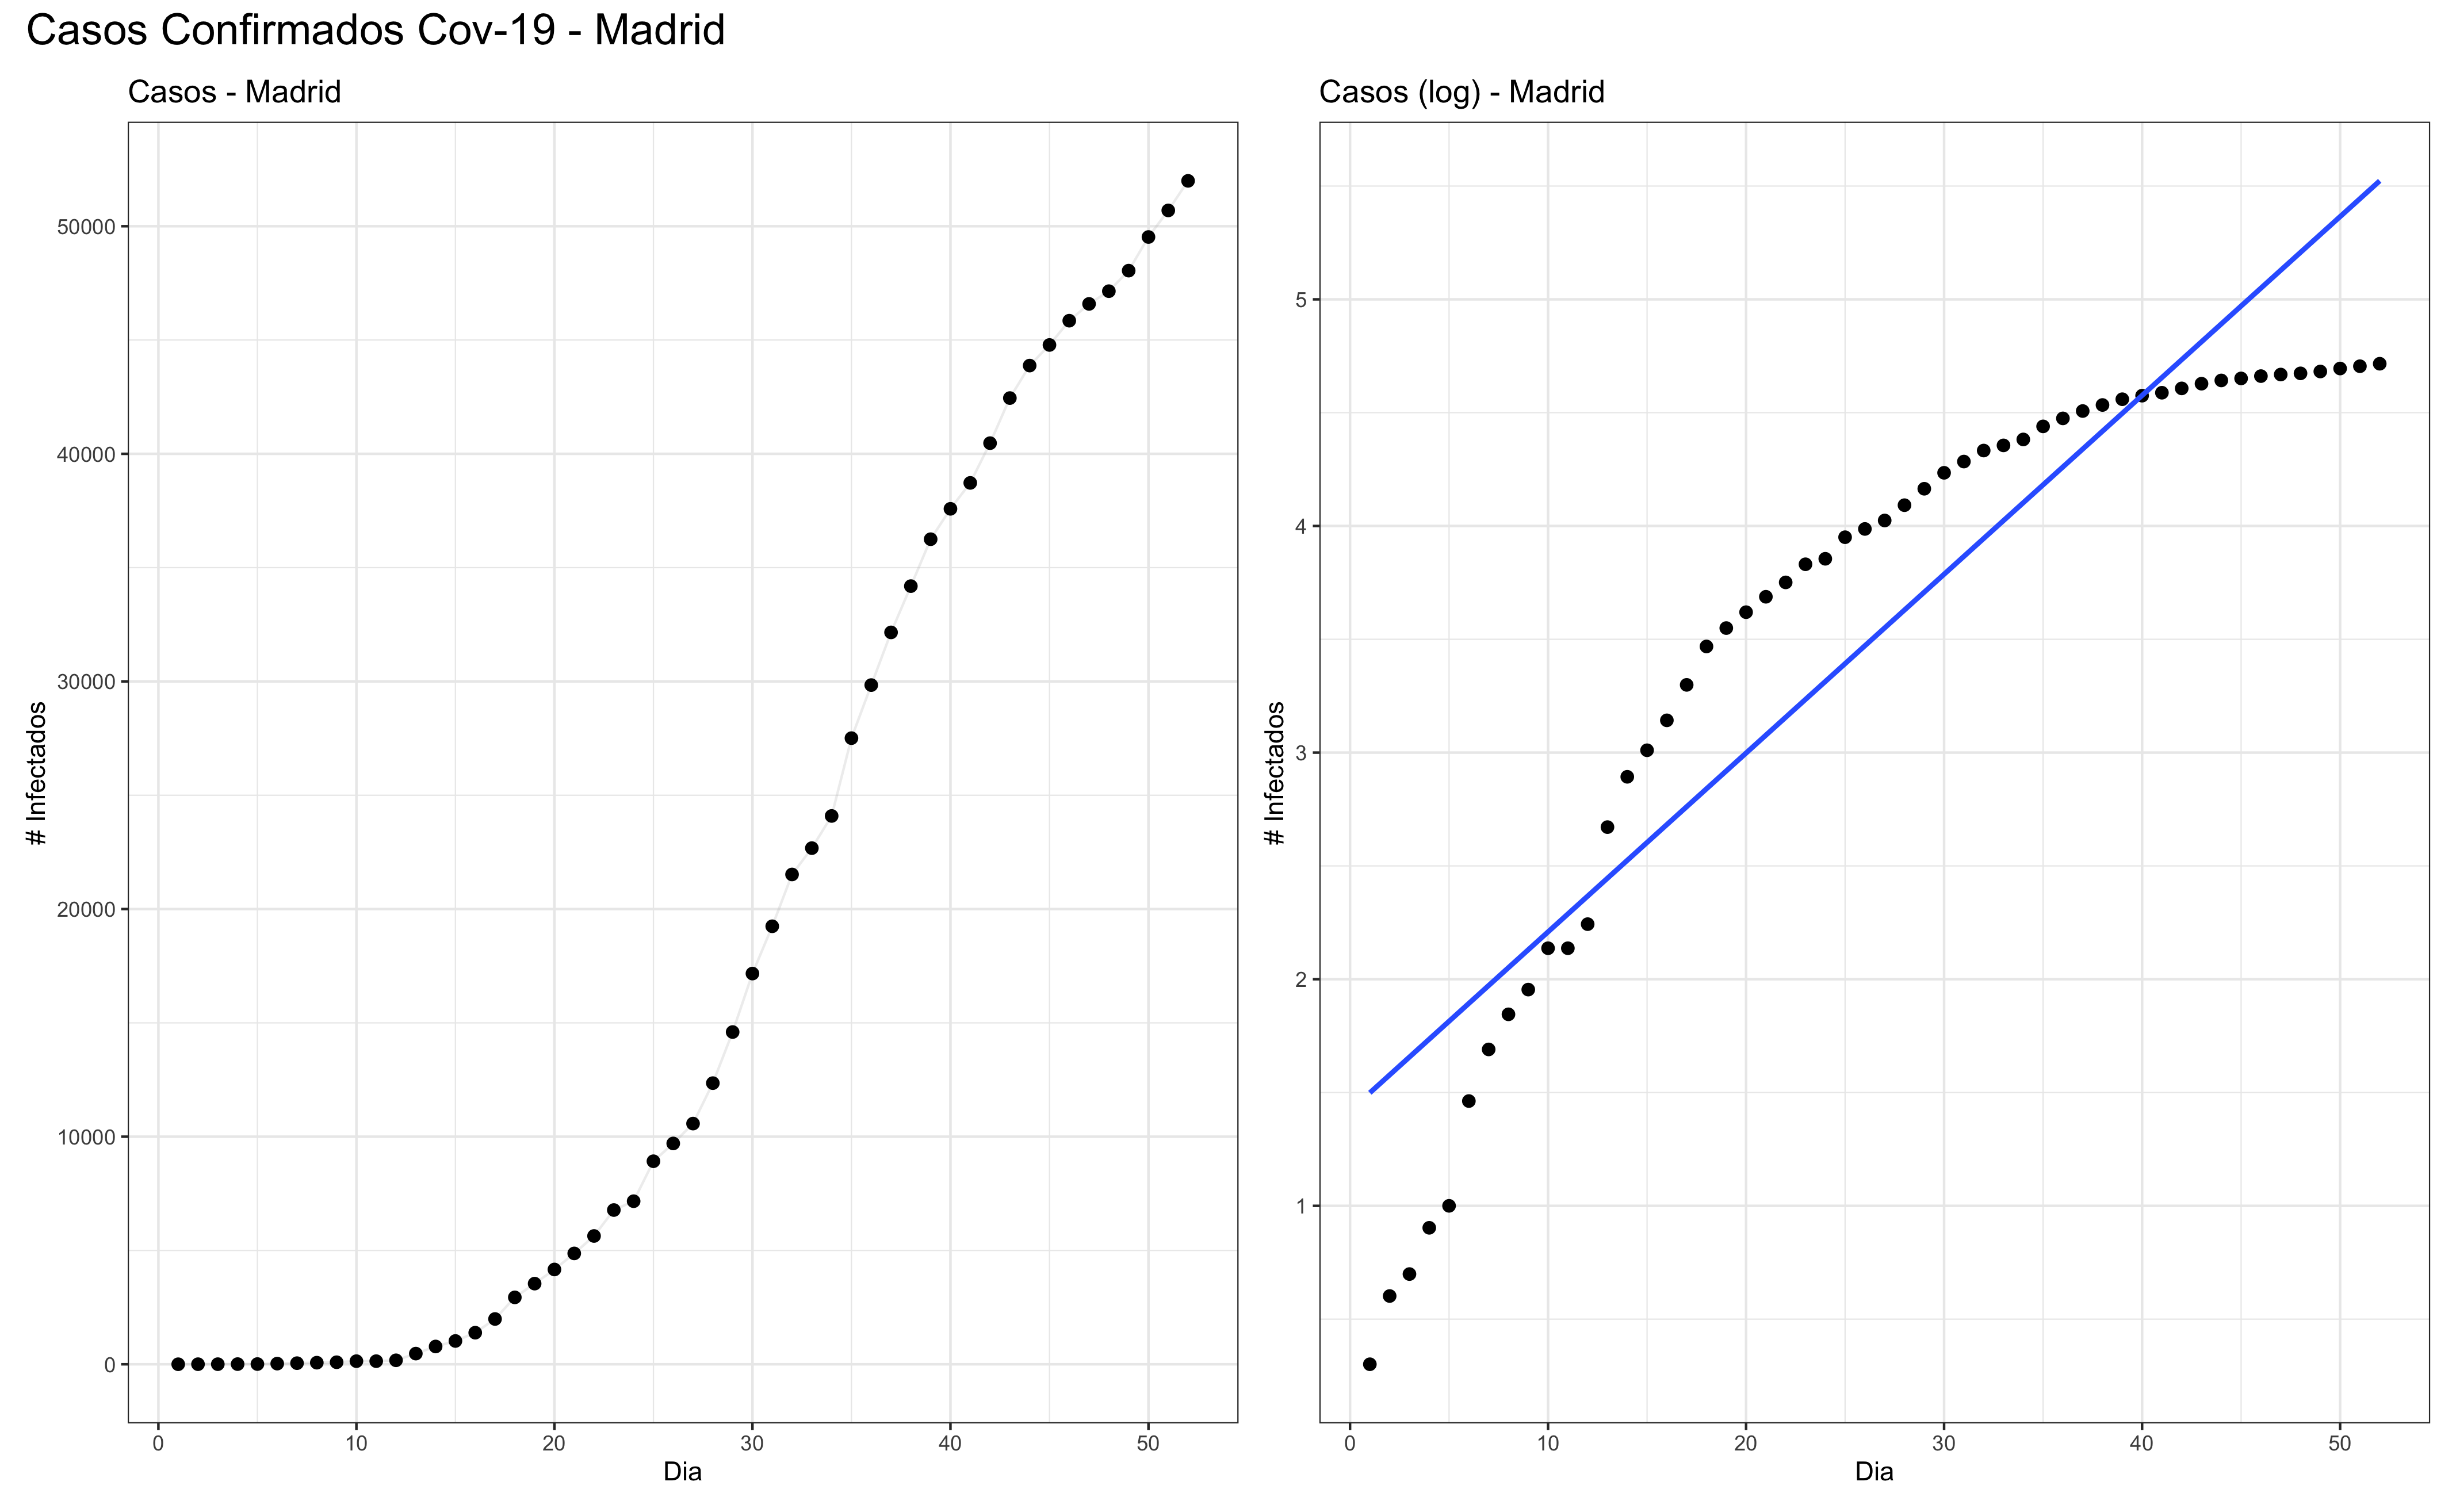 Casos Confirmados Cov-19 - Madrid
Casos - Madrid
# Infectados
50000
40000
30000
20000
10000
0
0 10 20 30 40 50
Dia
Casos (log) - Madrid
# Infectados
5
4
3
2
1
0 10 20 30 40 50
Dia